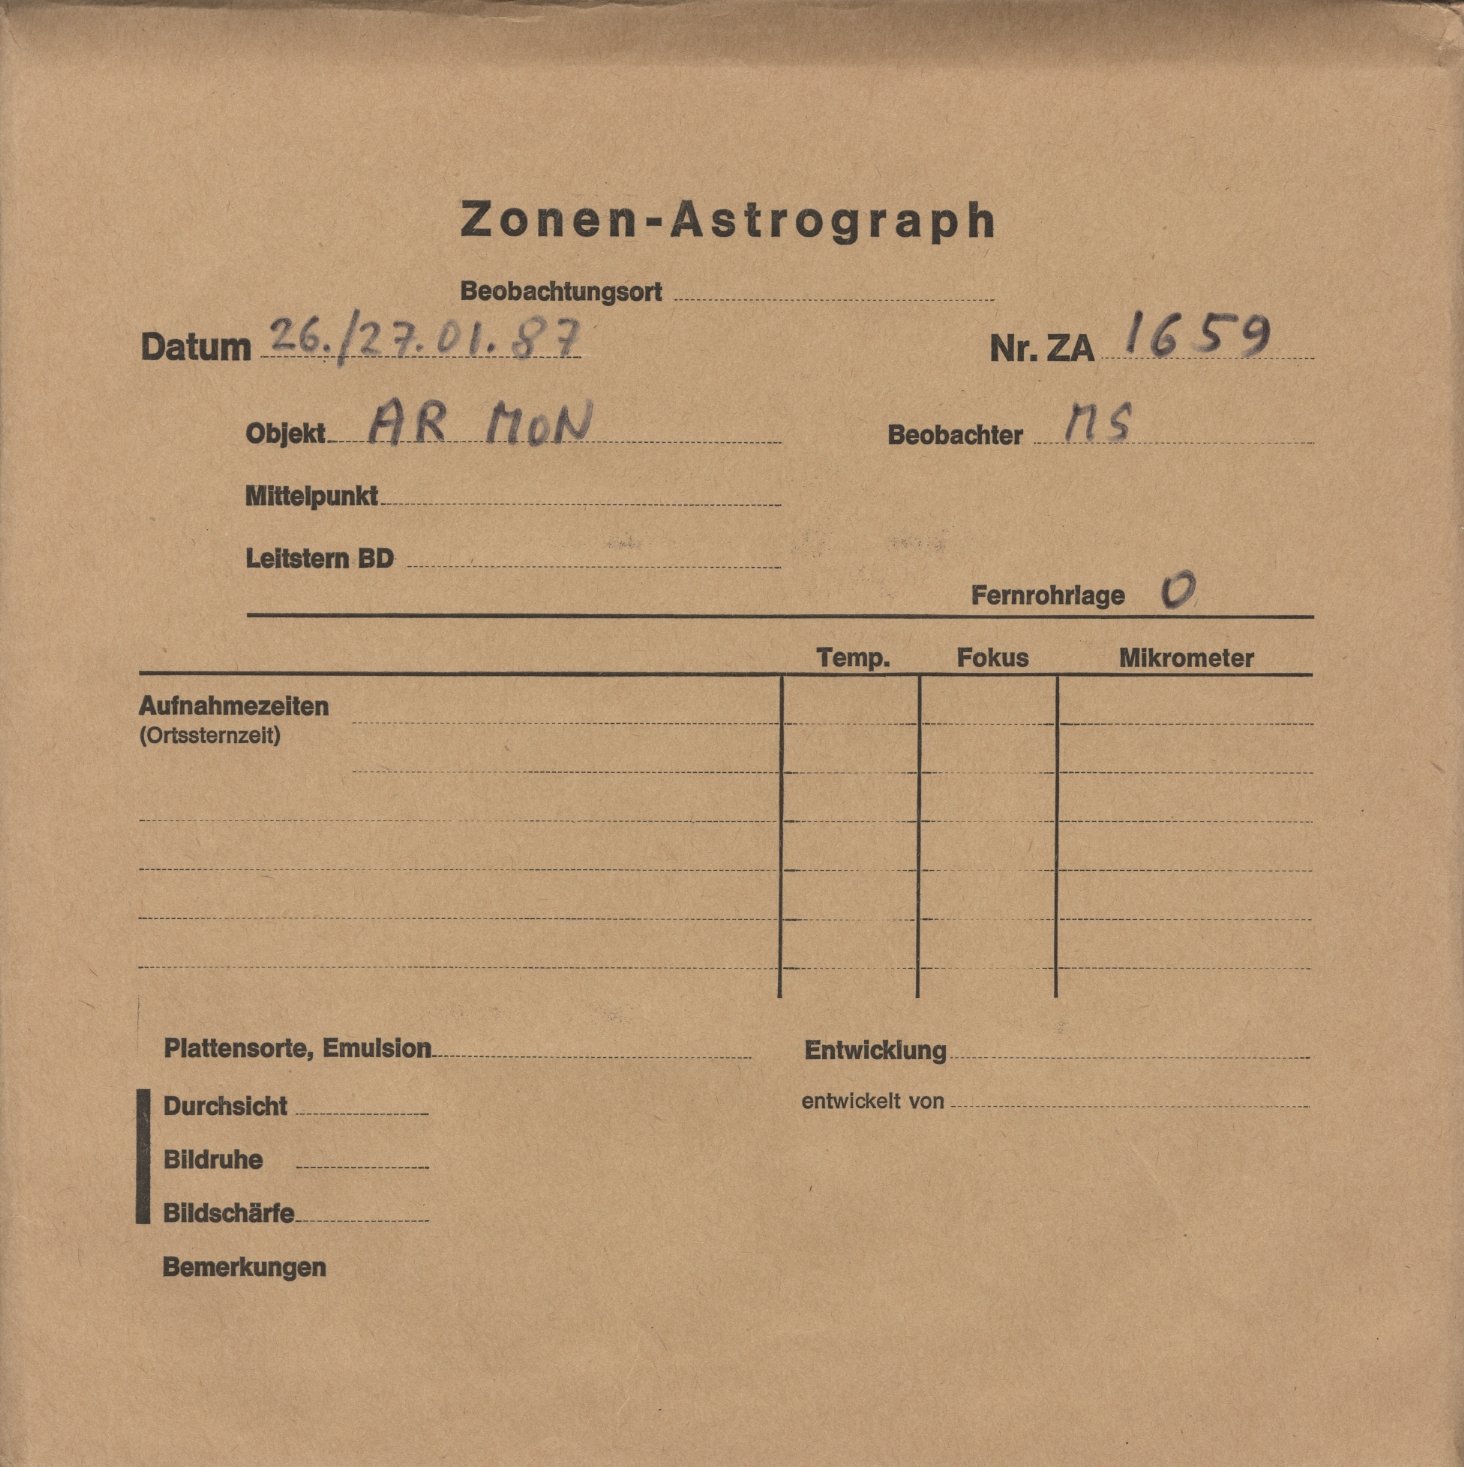 Zonen-Astrograph
Beobachtungsort
Datum 26./27.01.87 Nr. ZA 1659
Objekt AR MON Beobachter MS
Mittelpunkt
Leitstern BD
Fernrohrlage O
Temp. Fokus Mikrometer
Aufnahmezeiten
(Ortssternzeit)
Plattensorte, Emulsion Entwicklung
Durchsicht entwickelt von
Bildruhe
Bildschärfe
Bemerkungen